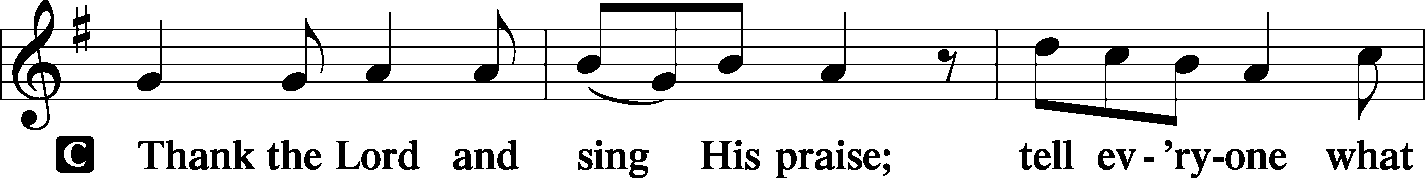 C Thank the Lord and sing His praise; tell ev - 'ry - one what